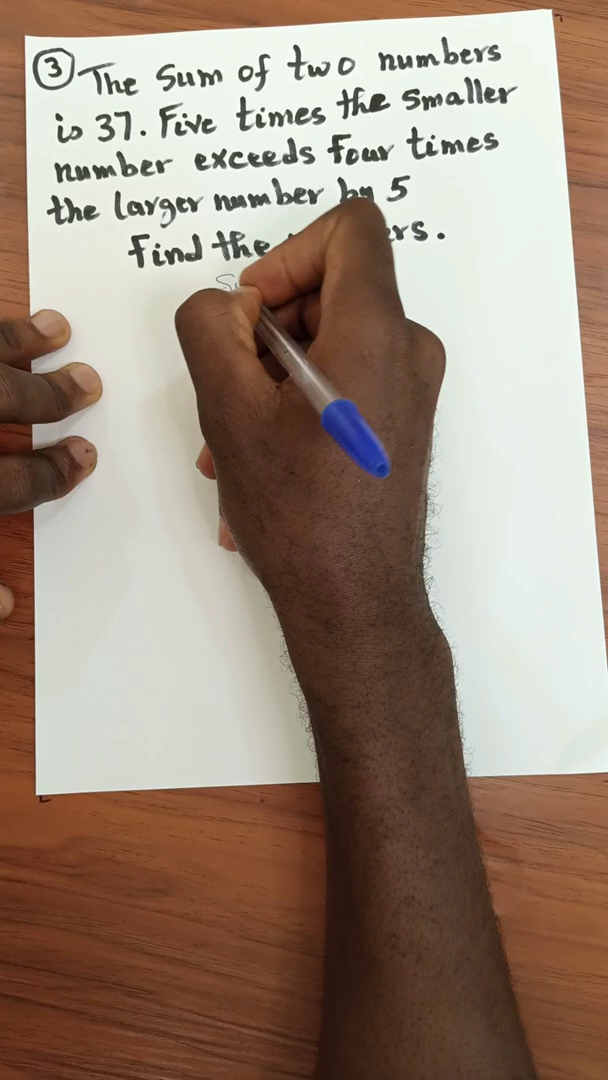 ③ The sum of two numbers
is 37. Five times the smaller
number exceeds four times
the larger number by 5
find the